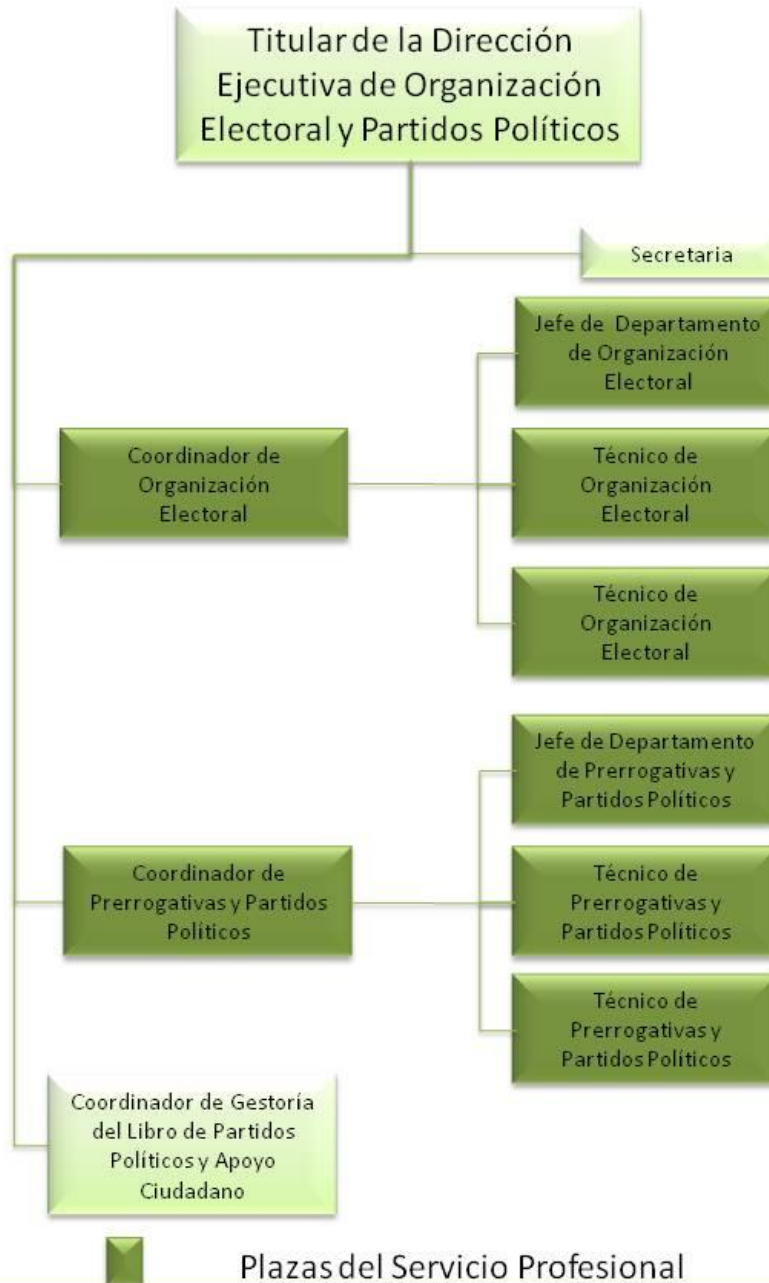 Titular de la Dirección
Ejecutiva de Organización
Electoral y Partidos Políticos
Secretaria
Jefe de Departamento
de Organización
Electoral
Coordinador de
Organización
Electoral
Técnico de
Organización
Electoral
Técnico de
Organización
Electoral
Jefe de Departamento
de Prerrogativas y
Partidos Políticos
Coordinador de
Prerrogativas y Partidos
Políticos
Técnico de
Prerrogativas y
Partidos Políticos
Técnico de
Prerrogativas y
Partidos Políticos
Coordinador de Gestoría
del Libro de Partidos
Políticos y Apoyo
Ciudadano
Plazas del Servicio Profesional